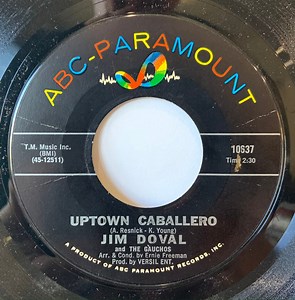 ABC-PARAMOUNT
T.M. Music Inc.
(BMI)
(45-12511)
10537
Time 2:30
UPTOWN CABALLERO
(A. Resnick - K. Young)
JIM DOVAL
and THE GAUCHOS
Arr. & Cond. by Ernie Freeman
Prod. by VERSIL ENT.
A PRODUCT OF ABC PARAMOUNT RECORDS, INC.